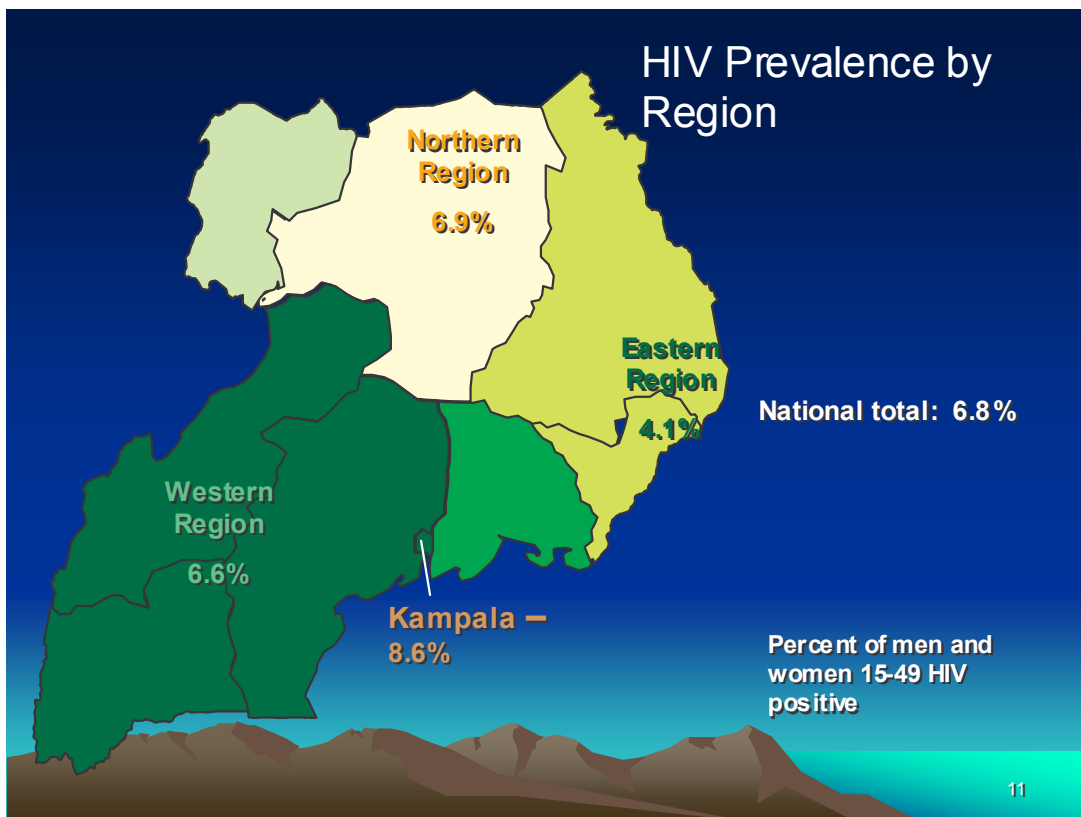 HIV Prevalence by
Region
Northern
Region
6.9%
Eastern
Region
4.1%
National total: 6.8%
Western
Region
6.6%
Kampala –
8.6%
Percent of men and
women 15-49 HIV
positive
11